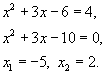 x² + 3x − 6 = 4,
x² + 3x − 10 = 0,
x₁ = −5, x₂ = 2.